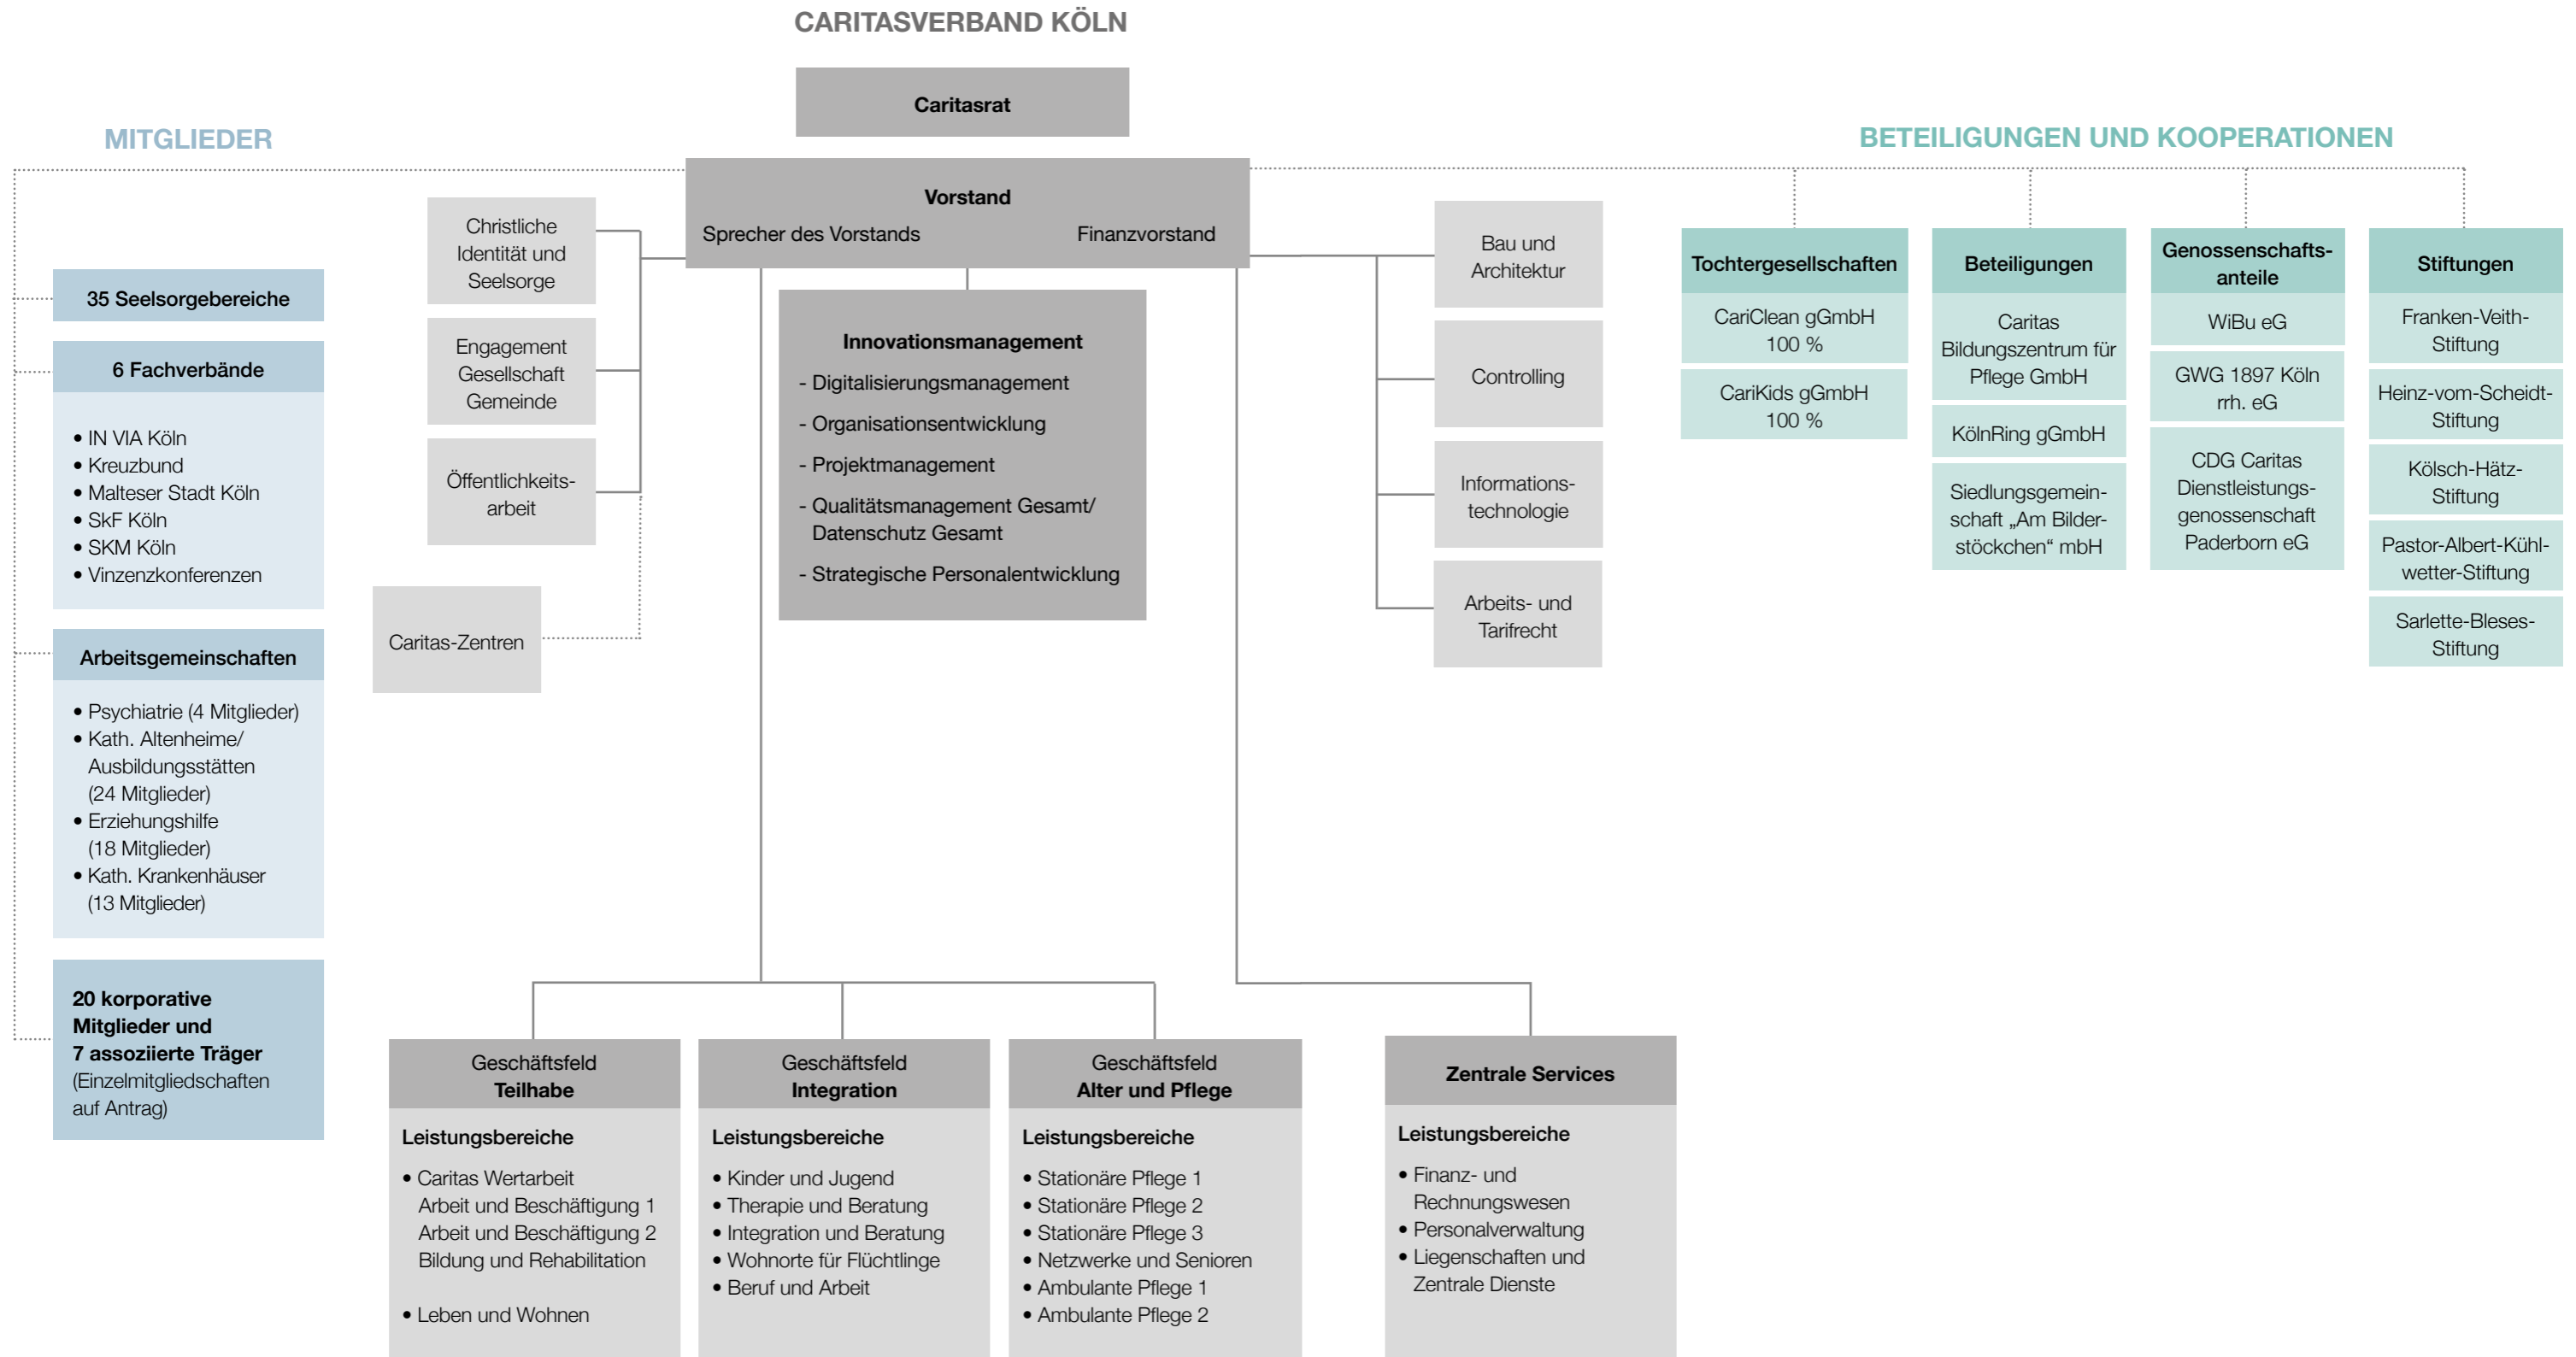 CARITASVERBAND KÖLN
Caritasrat
MITGLIEDER
BETEILIGUNGEN UND KOOPERATIONEN
Vorstand
Sprecher des Vorstands
Finanzvorstand
35 Seelsorgebereiche
6 Fachverbände
• IN VIA Köln
• Kreuzbund
• Malteser Stadt Köln
• SkF Köln
• SKM Köln
• Vinzenzkonferenzen
Arbeitsgemeinschaften
• Psychiatrie (4 Mitglieder)
• Kath. Altenheime/
Ausbildungsstätten
(24 Mitglieder)
• Erziehungshilfe
(18 Mitglieder)
• Kath. Krankenhäuser
(13 Mitglieder)
20 korporative
Mitglieder und
7 assoziierte Träger
(Einzelmitgliedschaften
auf Antrag)
Christliche
Identität und
Seelsorge
Engagement
Gesellschaft
Gemeinde
Öffentlichkeits-
arbeit
Caritas-Zentren
Innovationsmanagement
- Digitalisierungsmanagement
- Organisationsentwicklung
- Projektmanagement
- Qualitätsmanagement Gesamt/
Datenschutz Gesamt
- Strategische Personalentwicklung
Bau und
Architektur
Controlling
Informations-
technologie
Arbeits- und
Tarifrecht
Tochtergesellschaften
CariClean gGmbH
100 %
CariKids gGmbH
100 %
Beteiligungen
Caritas
Bildungszentrum für
Pflege GmbH
KölnRing gGmbH
Siedlungsgemein-
schaft „Am Bilder-
stöckchen“ mbH
Genossenschafts-
anteile
WiBu eG
GWG 1897 Köln
rrh. eG
CDG Caritas
Dienstleistungs-
genossenschaft
Paderborn eG
Stiftungen
Franken-Veith-
Stiftung
Heinz-vom-Scheidt-
Stiftung
Kölsch-Hätz-
Stiftung
Pastor-Albert-Kühl-
wetter-Stiftung
Sarlette-Bleses-
Stiftung
Geschäftsfeld
Teilhabe
Leistungsbereiche
• Caritas Wertarbeit
Arbeit und Beschäftigung 1
Arbeit und Beschäftigung 2
Bildung und Rehabilitation
• Leben und Wohnen
Geschäftsfeld
Integration
Leistungsbereiche
• Kinder und Jugend
• Therapie und Beratung
• Integration und Beratung
• Wohnorte für Flüchtlinge
• Beruf und Arbeit
Geschäftsfeld
Alter und Pflege
Leistungsbereiche
• Stationäre Pflege 1
• Stationäre Pflege 2
• Stationäre Pflege 3
• Netzwerke und Senioren
• Ambulante Pflege 1
• Ambulante Pflege 2
Zentrale Services
Leistungsbereiche
• Finanz- und
Rechnungswesen
• Personalverwaltung
• Liegenschaften und
Zentrale Dienste